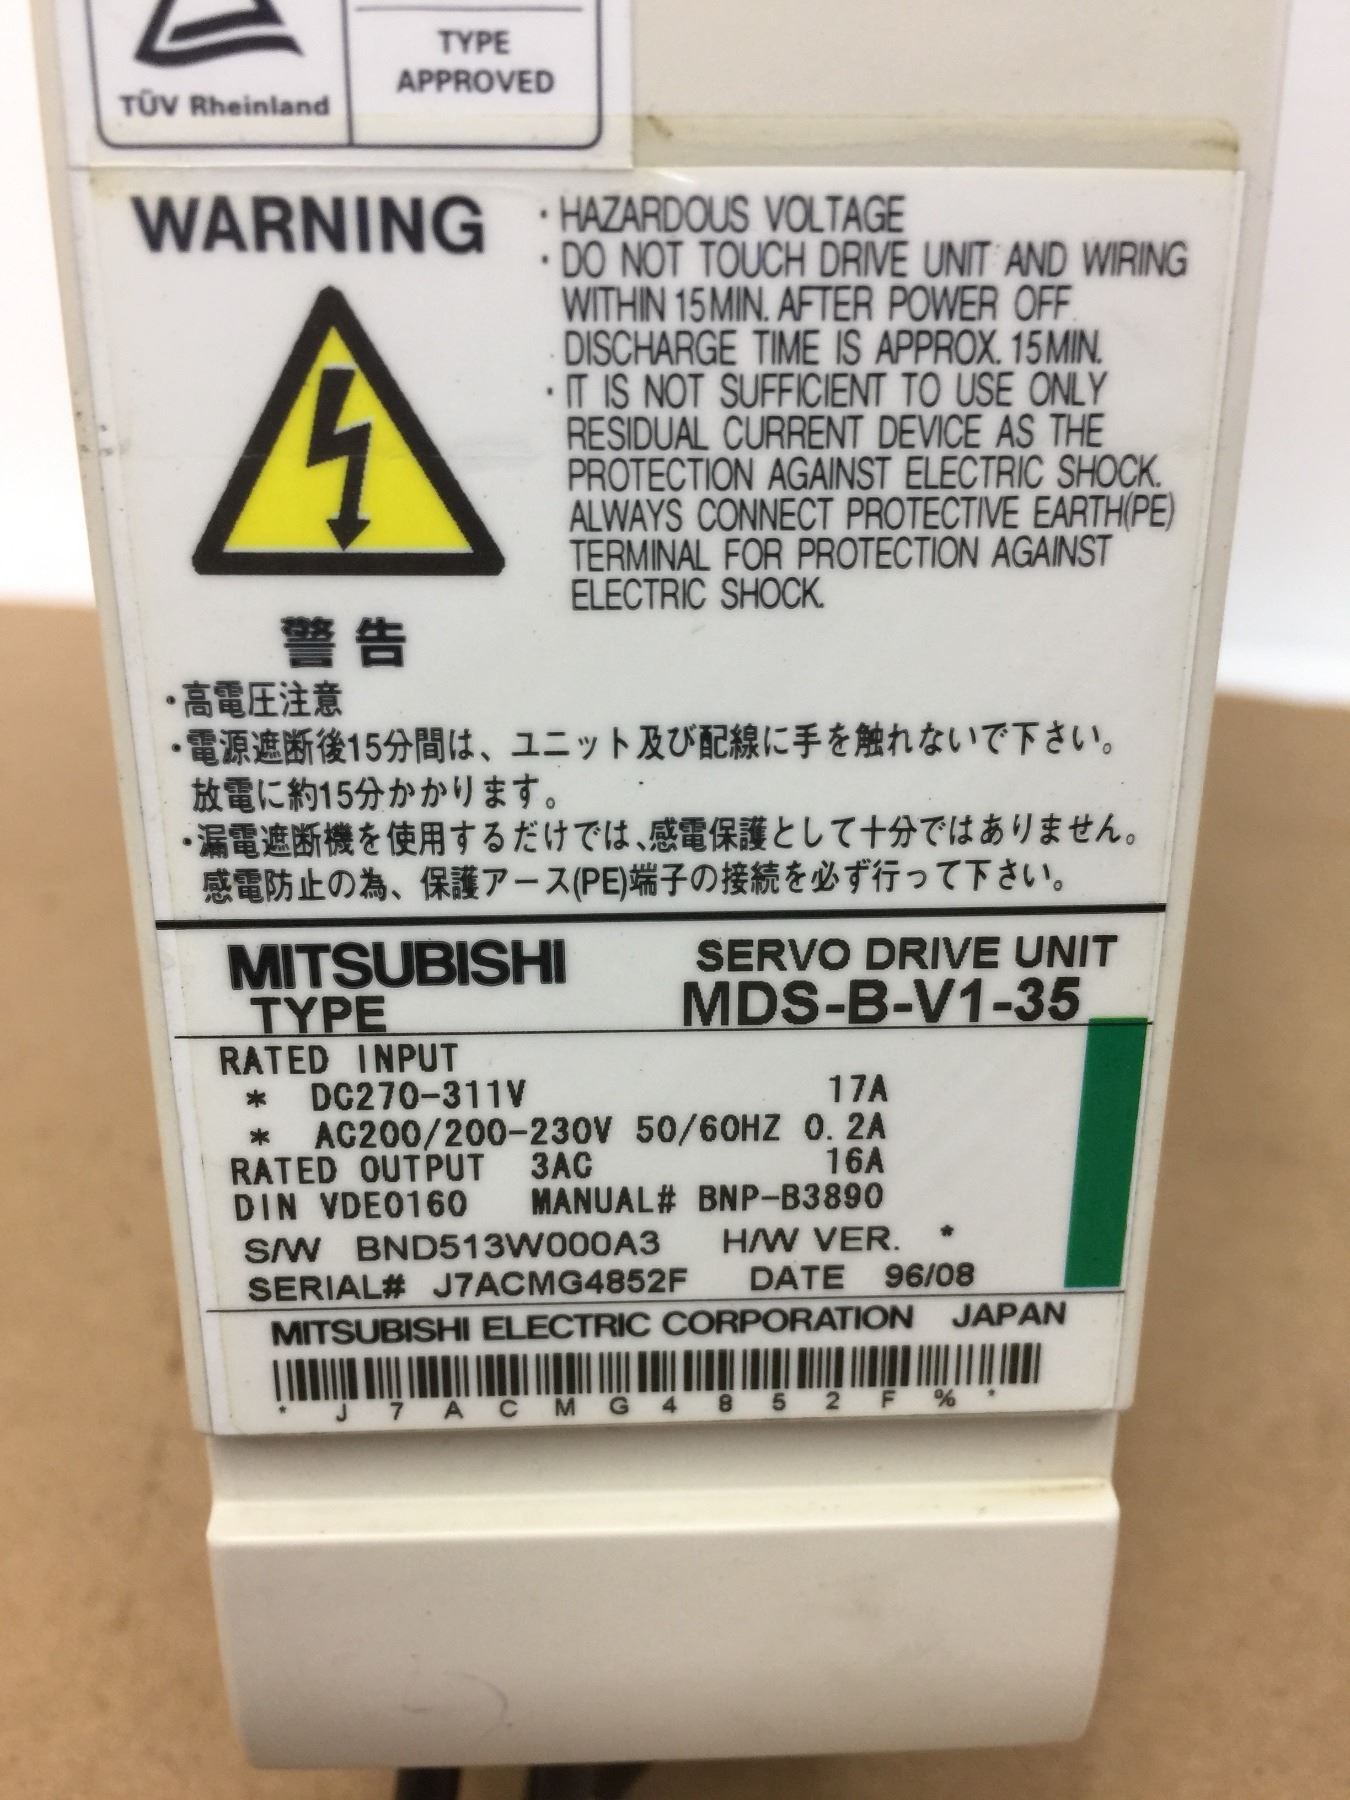 TÜV Rheinland
TYPE
APPROVED
WARNING
・HAZARDOUS VOLTAGE
・DO NOT TOUCH DRIVE UNIT AND WIRING
WITHIN 15MIN. AFTER POWER OFF
DISCHARGE TIME IS APPROX. 15MIN.
・IT IS NOT SUFFICIENT TO USE ONLY
RESIDUAL CURRENT DEVICE AS THE
PROTECTION AGAINST ELECTRIC SHOCK.
ALWAYS CONNECT PROTECTIVE EARTH(PE)
TERMINAL FOR PROTECTION AGAINST
ELECTRIC SHOCK.
警告
・高電圧注意
・電源遮断後15分間は、ユニット及び配線に手を触れないで下さい。
放電に約15分かかります。
・漏電遮断機を使用するだけでは、感電保護として十分ではありません。
感電防止の為、保護アース(PE)端子の接続を必ず行って下さい。
MITSUBISHI SERVO DRIVE UNIT
TYPE MDS-B-V1-35
RATED INPUT
* DC270-311V 17A
* AC200/200-230V 50/60HZ 0.2A
RATED OUTPUT 3AC 16A
DIN VDE0160 MANUAL# BNP-B3890
S/W BND513W000A3 H/W VER. *
SERIAL# J7ACMG4852F DATE 96/08
MITSUBISHI ELECTRIC CORPORATION JAPAN
* J 7 A C M G 4 8 5 2 F % *